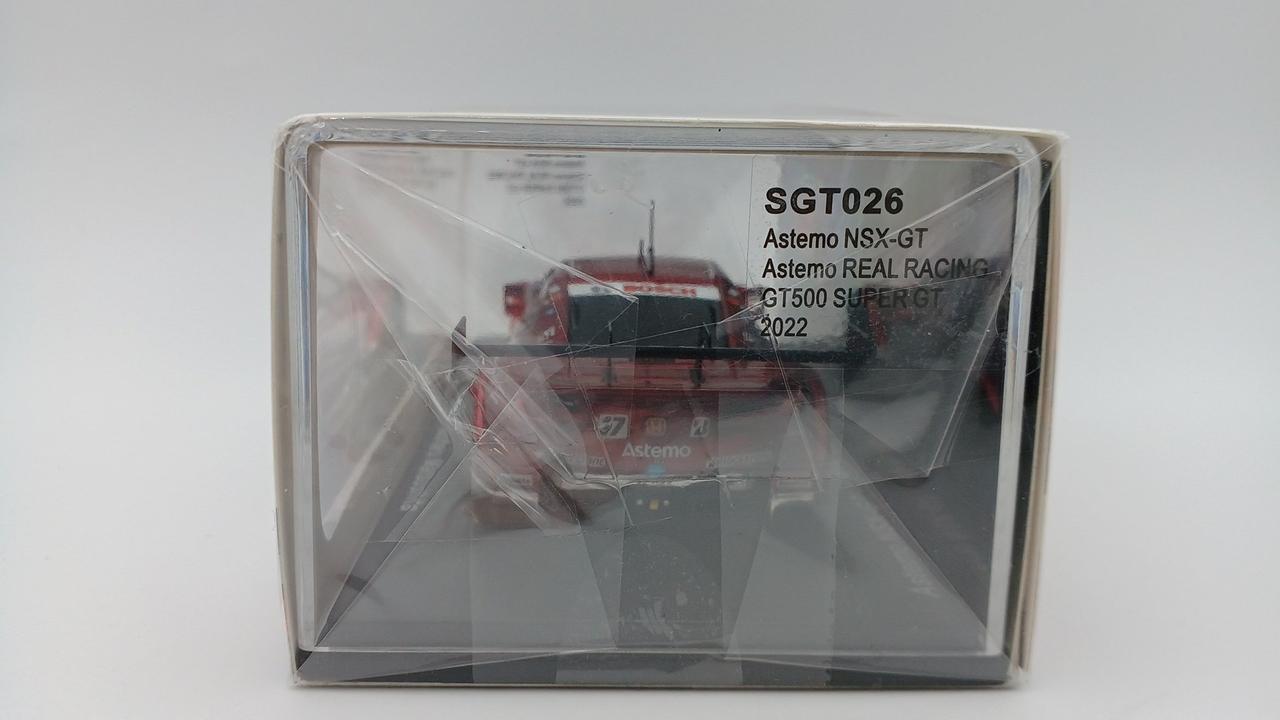 SGT026
Astemo NSX-GT
Astemo REAL RACING
GT500 SUPER GT
2022
BOSCH
Astemo